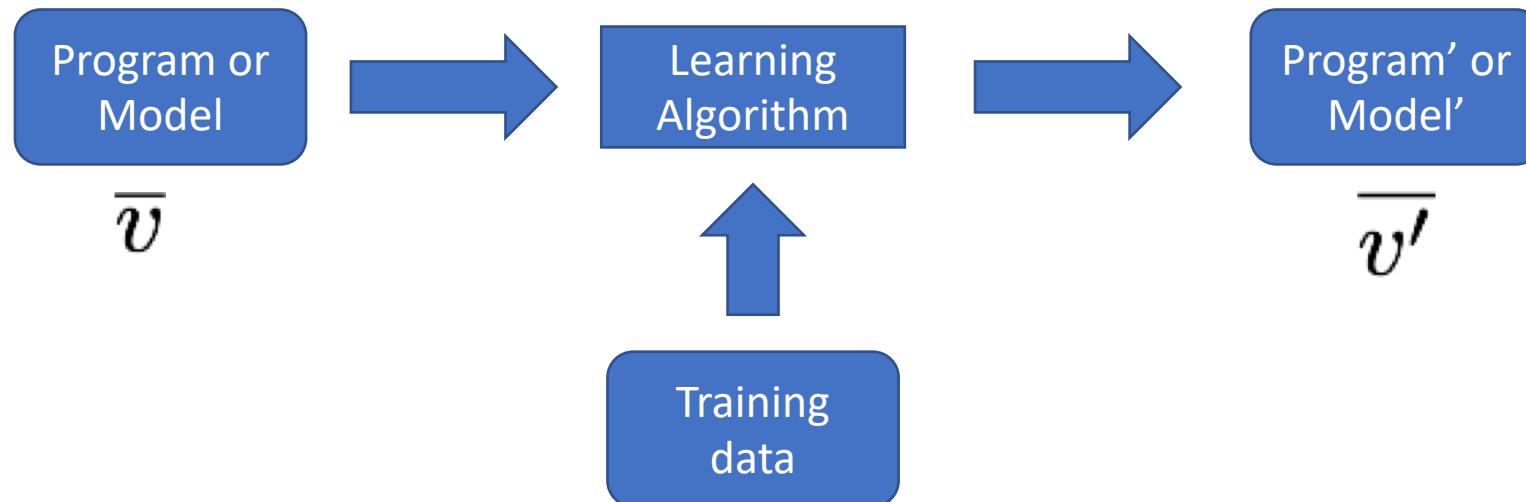 Program or
Model
Learning
Algorithm
Program’ or
Model’
v̅
v̅'̅
Training
data